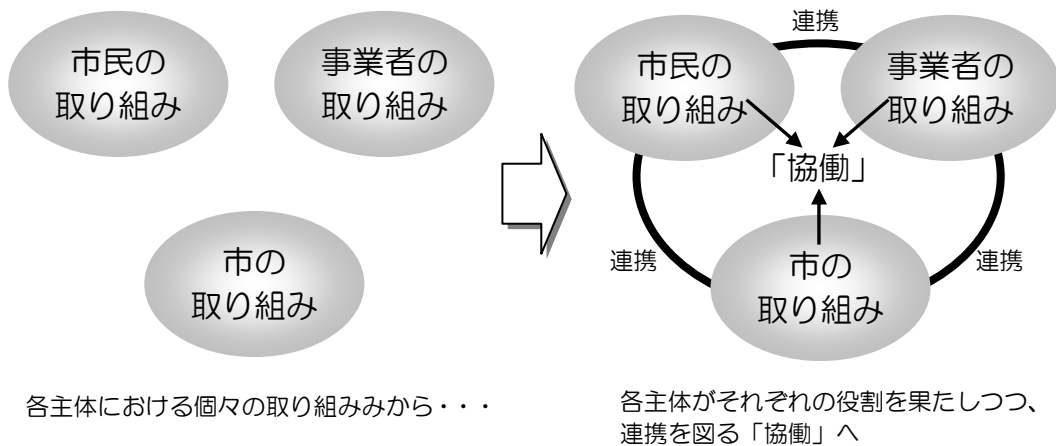 市民の
取り組み
事業者の
取り組み
市の
取り組み
各主体における個々の取り組みみから・・・
連携
市民の
取り組み
事業者の
取り組み
「協働」
連携
連携
市の
取り組み
各主体がそれぞれの役割を果たしつつ、
連携を図る「協働」へ